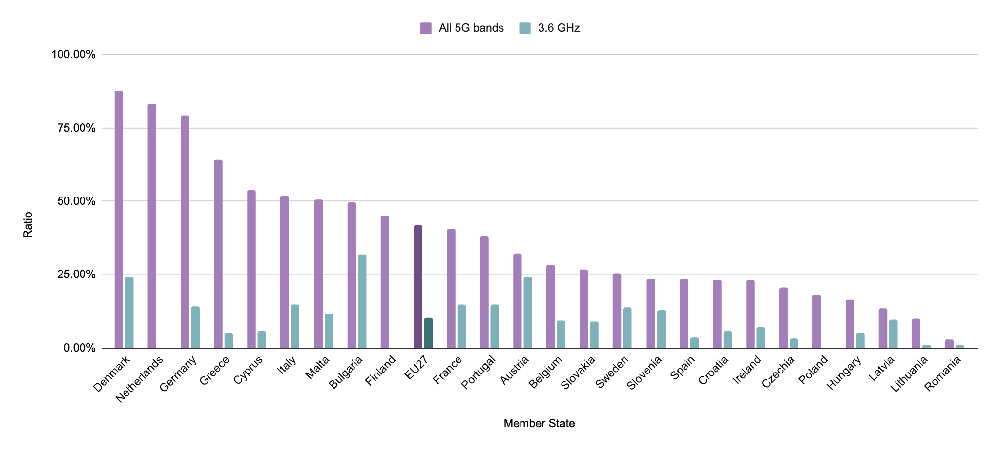 All 5G bands 3.6 GHz
100.00%
75.00%
50.00%
25.00%
0.00%
Ratio
Denmark
Netherlands
Germany
Greece
Cyprus
Italy
Malta
Bulgaria
Finland
EU27
France
Portugal
Austria
Belgium
Slovakia
Sweden
Slovenia
Spain
Croatia
Ireland
Czechia
Poland
Hungary
Latvia
Lithuania
Romania
Member State